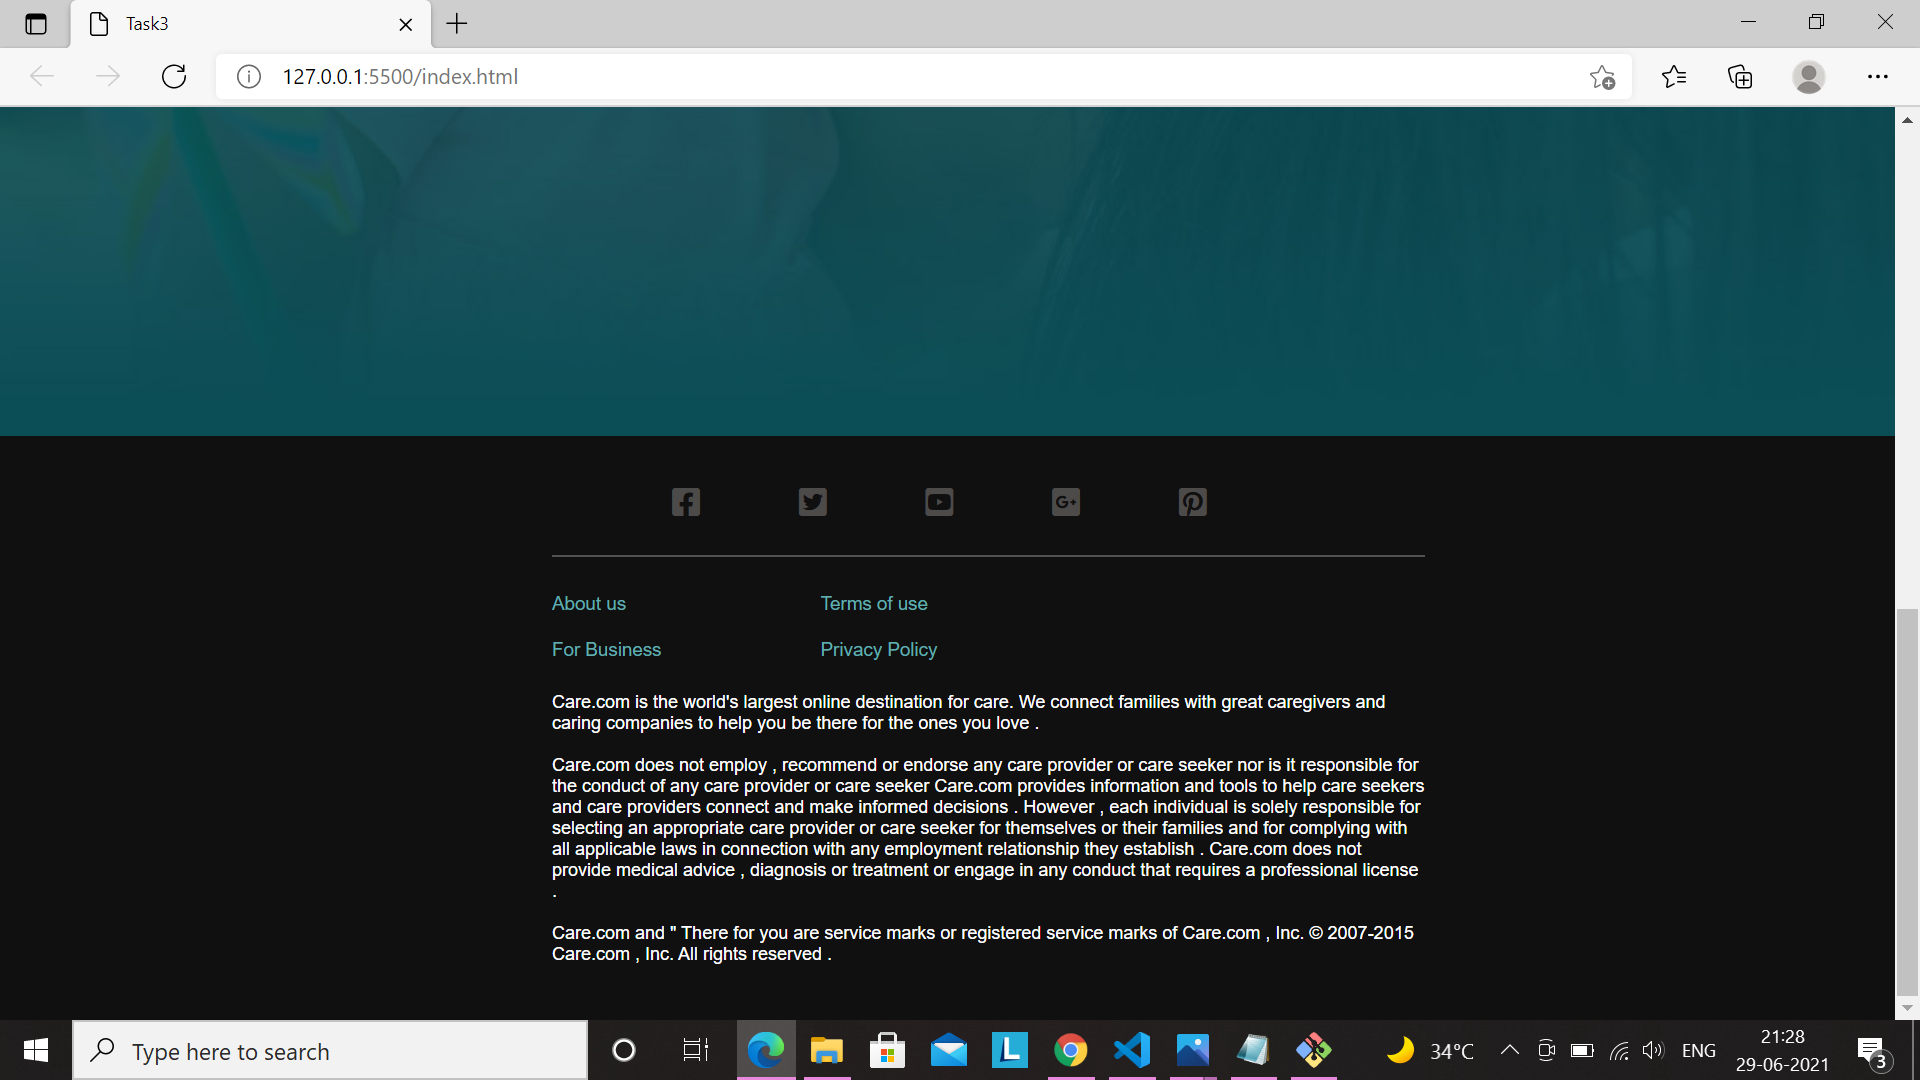 Task3
127.0.0.1:5500/index.html
G+
About us
Terms of use
For Business
Privacy Policy
Care.com is the world's largest online destination for care. We connect families with great caregivers and
caring companies to help you be there for the ones you love .
Care.com does not employ , recommend or endorse any care provider or care seeker nor is it responsible for
the conduct of any care provider or care seeker Care.com provides information and tools to help care seekers
and care providers connect and make informed decisions . However , each individual is solely responsible for
selecting an appropriate care provider or care seeker for themselves or their families and for complying with
all applicable laws in connection with any employment relationship they establish . Care.com does not
provide medical advice , diagnosis or treatment or engage in any conduct that requires a professional license
.
Care.com and " There for you are service marks or registered service marks of Care.com , Inc. © 2007-2015
Care.com , Inc. All rights reserved .
Type here to search
L
34°C
ENG
21:28
29-06-2021
3